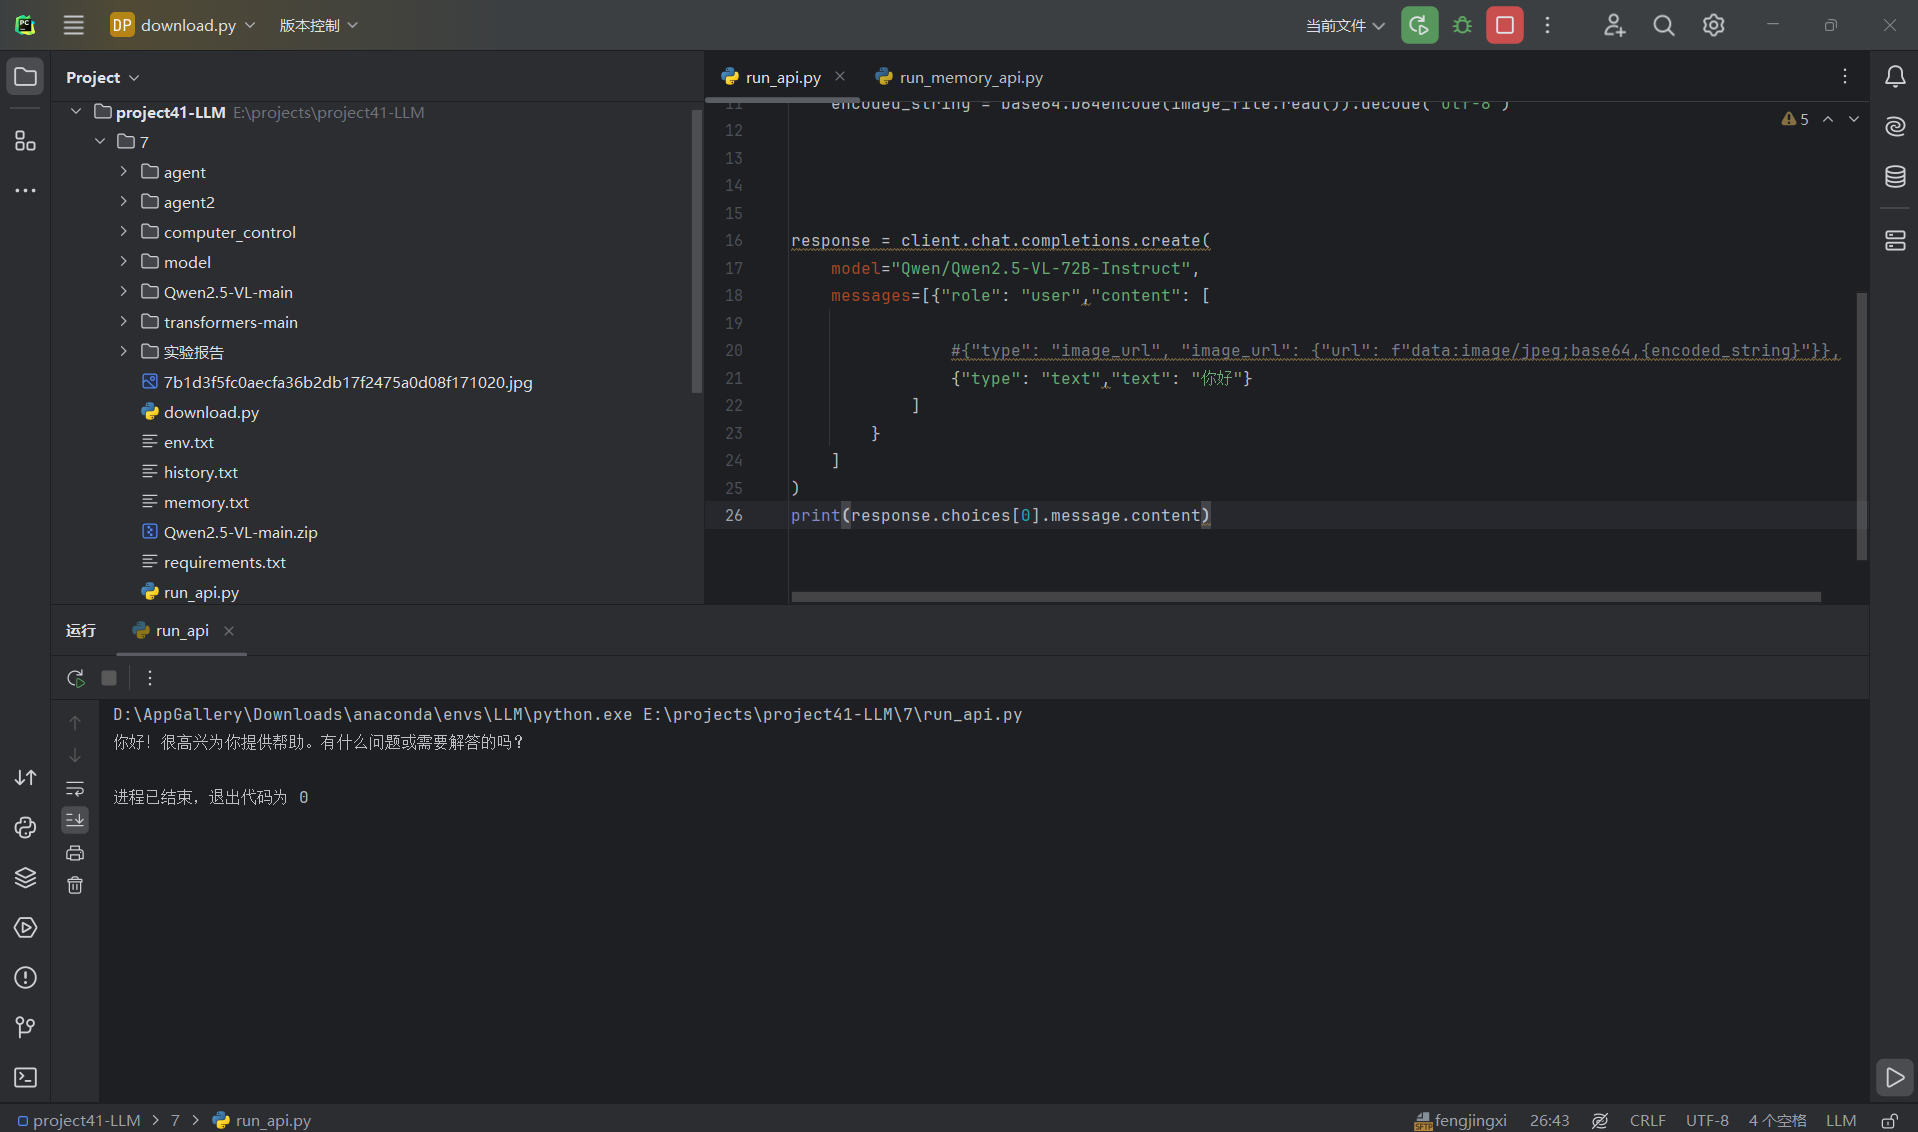 DP download.py 版本控制 当前文件
Project
project41-LLM E:\projects\project41-LLM
7
agent
agent2
computer_control
model
Qwen2.5-VL-main
transformers-main
实验报告
7b1d3f5fc0aecfa36b2db17f2475a0d08f171020.jpg
download.py
env.txt
history.txt
memory.txt
Qwen2.5-VL-main.zip
requirements.txt
run_api.py
run_api.py run_memory_api.py
5
11 encoded_string = base64.b64encode(image_file.read()).decode('utf-8')
12
13
14
15
16 response = client.chat.completions.create(
17 model="Qwen/Qwen2.5-VL-72B-Instruct",
18 messages=[{"role": "user","content": [
19
20 #{"type": "image_url", "image_url": {"url": f"data:image/jpeg;base64,{encoded_string}"}},
21 {"type": "text","text": "你好"}
22 ]
23 }
24 ]
25 )
26 print(response.choices[0].message.content)
运行 run_api
D:\AppGallery\Downloads\anaconda\envs\LLM\python.exe E:\projects\project41-LLM\7\run_api.py
你好！很高兴为你提供帮助。有什么问题或需要解答的吗？
进程已结束，退出代码为 0
project41-LLM > 7 > run_api.py
SFTP fengjingxi 26:43 CRLF UTF-8 4 个空格 LLM